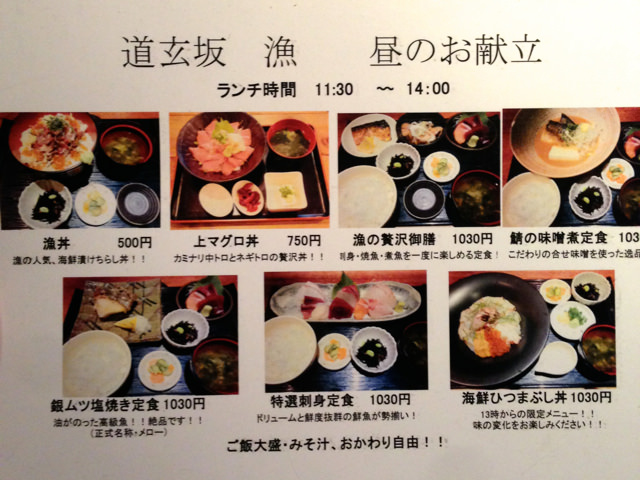 道玄坂 漁 昼のお献立
ランチ時間 11:30 ～ 14:00
漁丼 500円
漁の人気、海鮮漬けちらし丼！！
上マグロ丼 750円
カミナリ中トロとネギトロの贅沢丼！！
漁の贅沢御膳 1030円
刺身・焼魚・煮魚を一度に楽しめる定食！
鯖の味噌煮定食 1030
こだわりの合せ味噌を使った逸品
銀ムツ塩焼き定食 1030円
油がのった高級魚！！絶品です！！
(正式名称・メロー)
特選刺身定食 1030円
ボリュームと鮮度抜群の鮮魚が勢揃い！
海鮮ひつまぶし丼 1030円
13時からの限定メニュー！！
味の変化をお楽しみください！！
ご飯大盛・みそ汁、おかわり自由！！